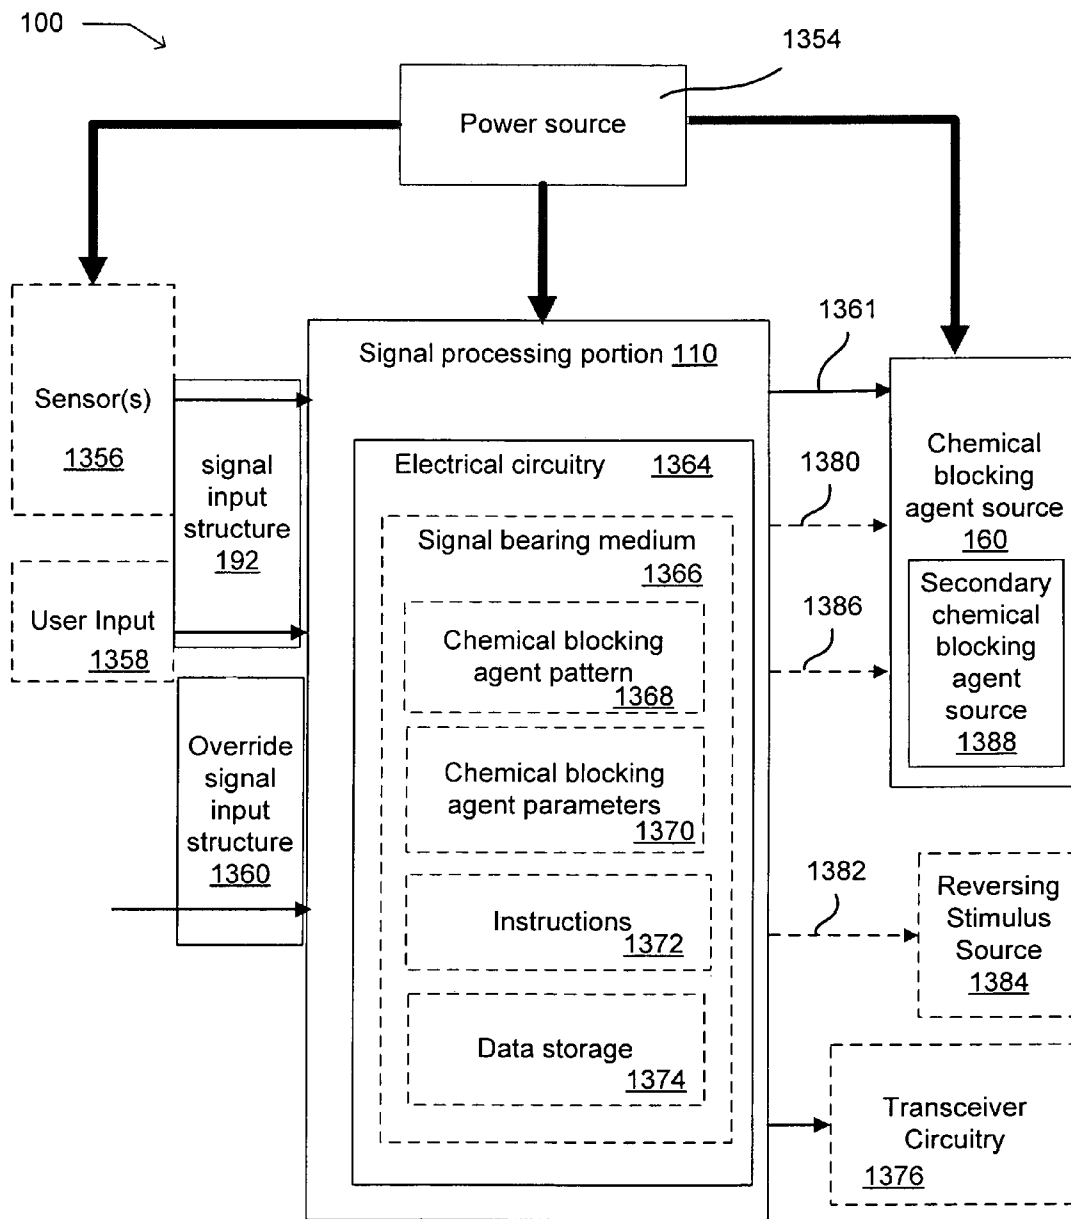 100
1354
Power source
Sensor(s)
1356
signal
input
structure
192
User Input
1358
Override
signal
input
structure
1360
Signal processing portion 110
Electrical circuitry 1364
Signal bearing medium
1366
Chemical blocking
agent pattern
1368
Chemical blocking
agent parameters
1370
Instructions
1372
Data storage
1374
1361
1380
1386
1382
Chemical
blocking
agent source
160
Secondary
chemical
blocking
agent
source
1388
Reversing
Stimulus
Source
1384
Transceiver
Circuitry
1376